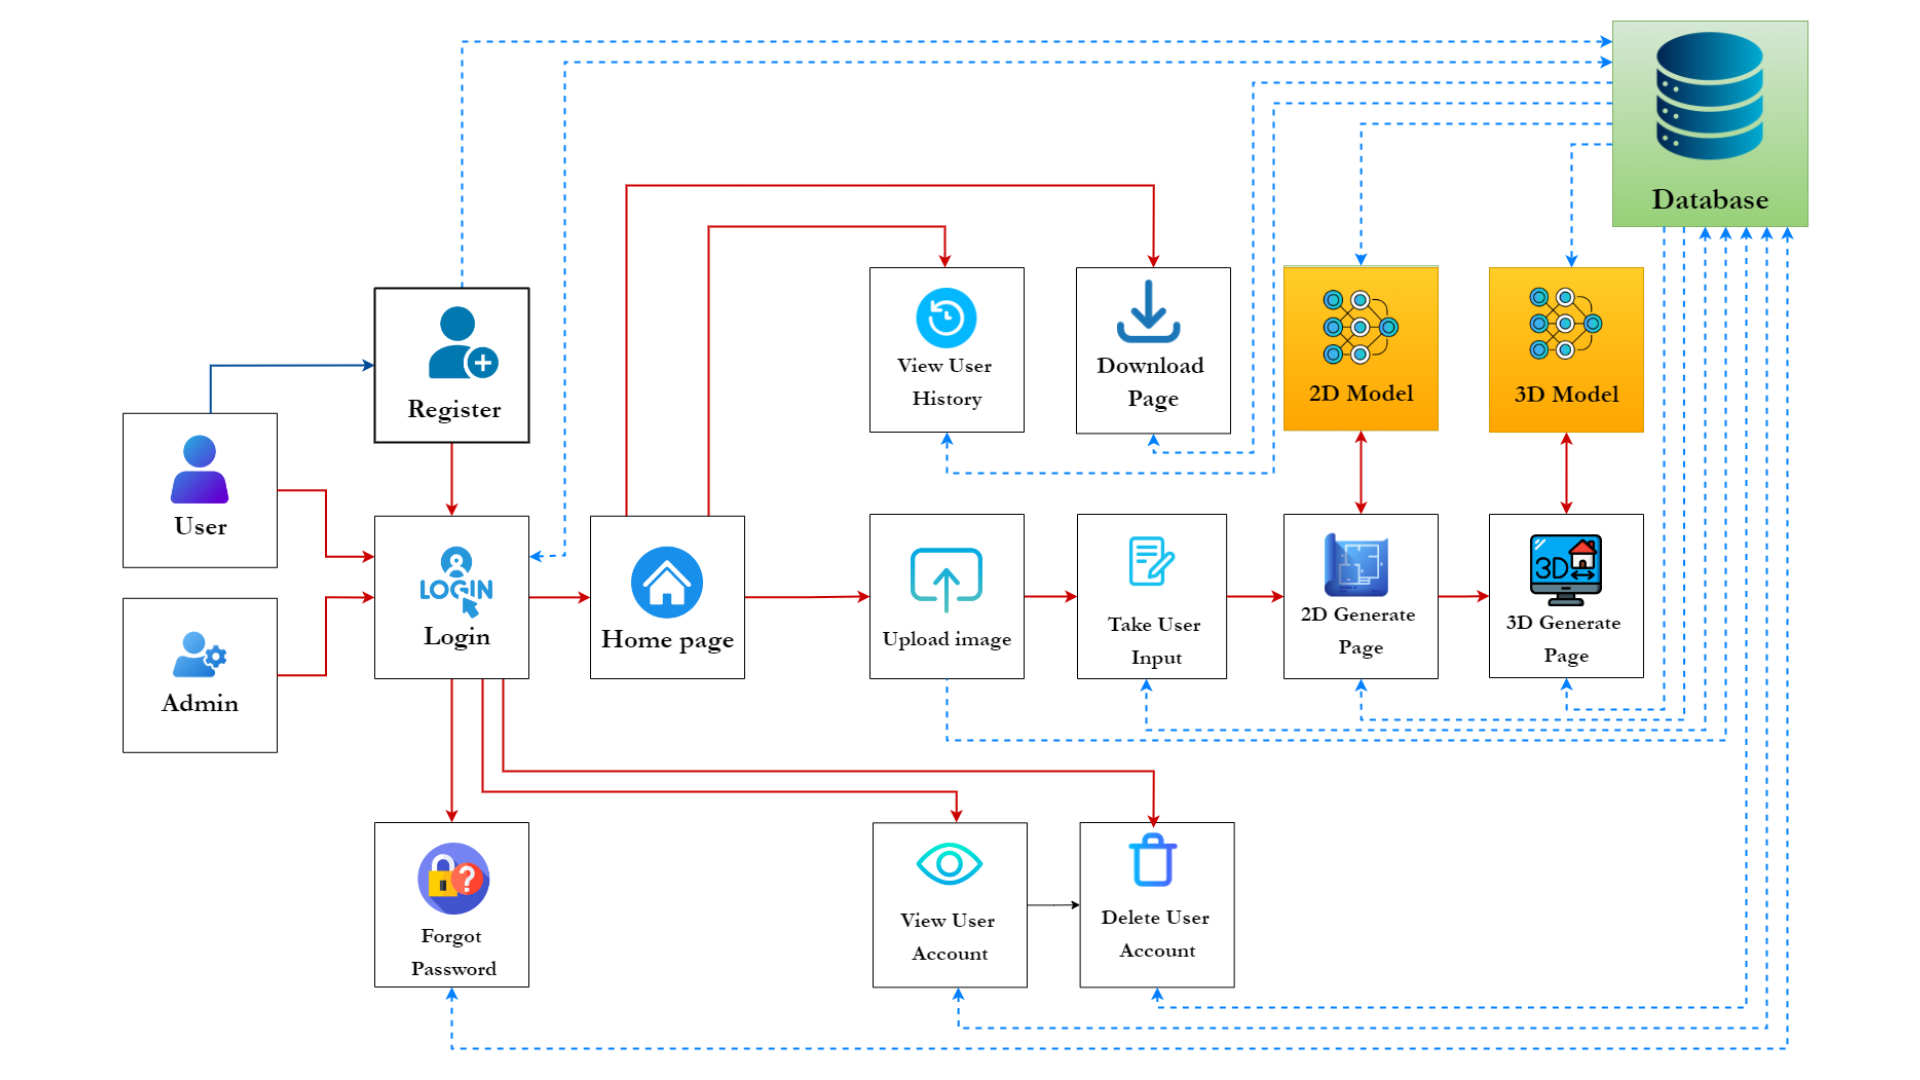 Database
Register
User
Admin
LOGIN
Login
Home page
View User
History
Download
Page
2D Model
3D Model
Upload image
Take User
Input
2D Generate
Page
3D
3D Generate
Page
?
Forgot
Password
View User
Account
Delete User
Account